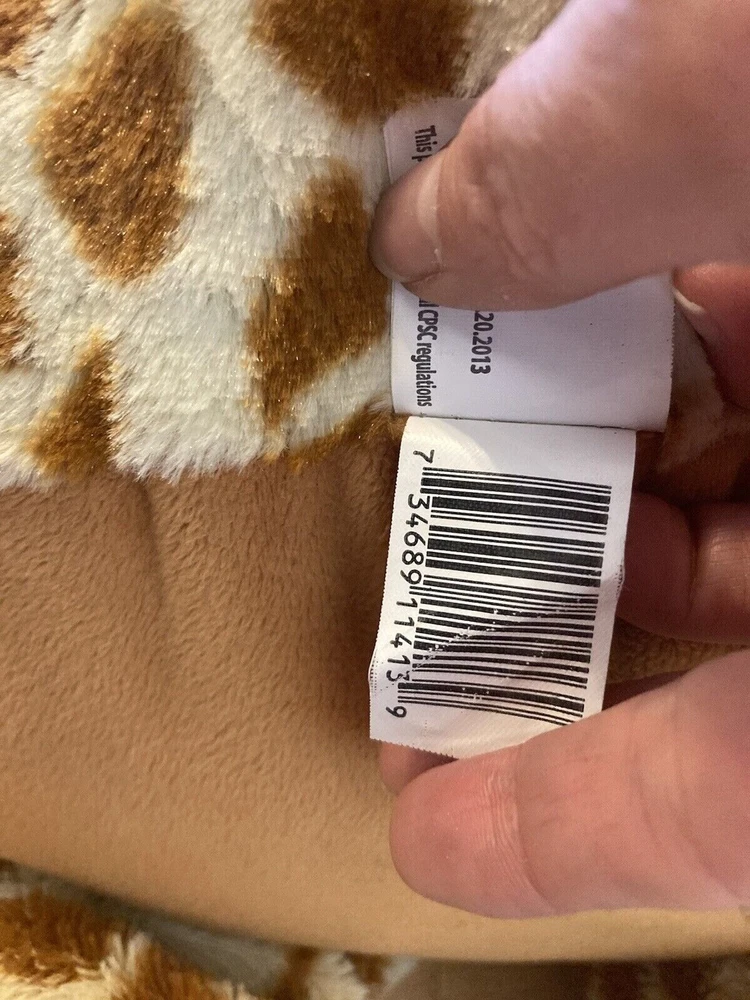 20.2013
This CPSC regulations
7 34689 11413 9